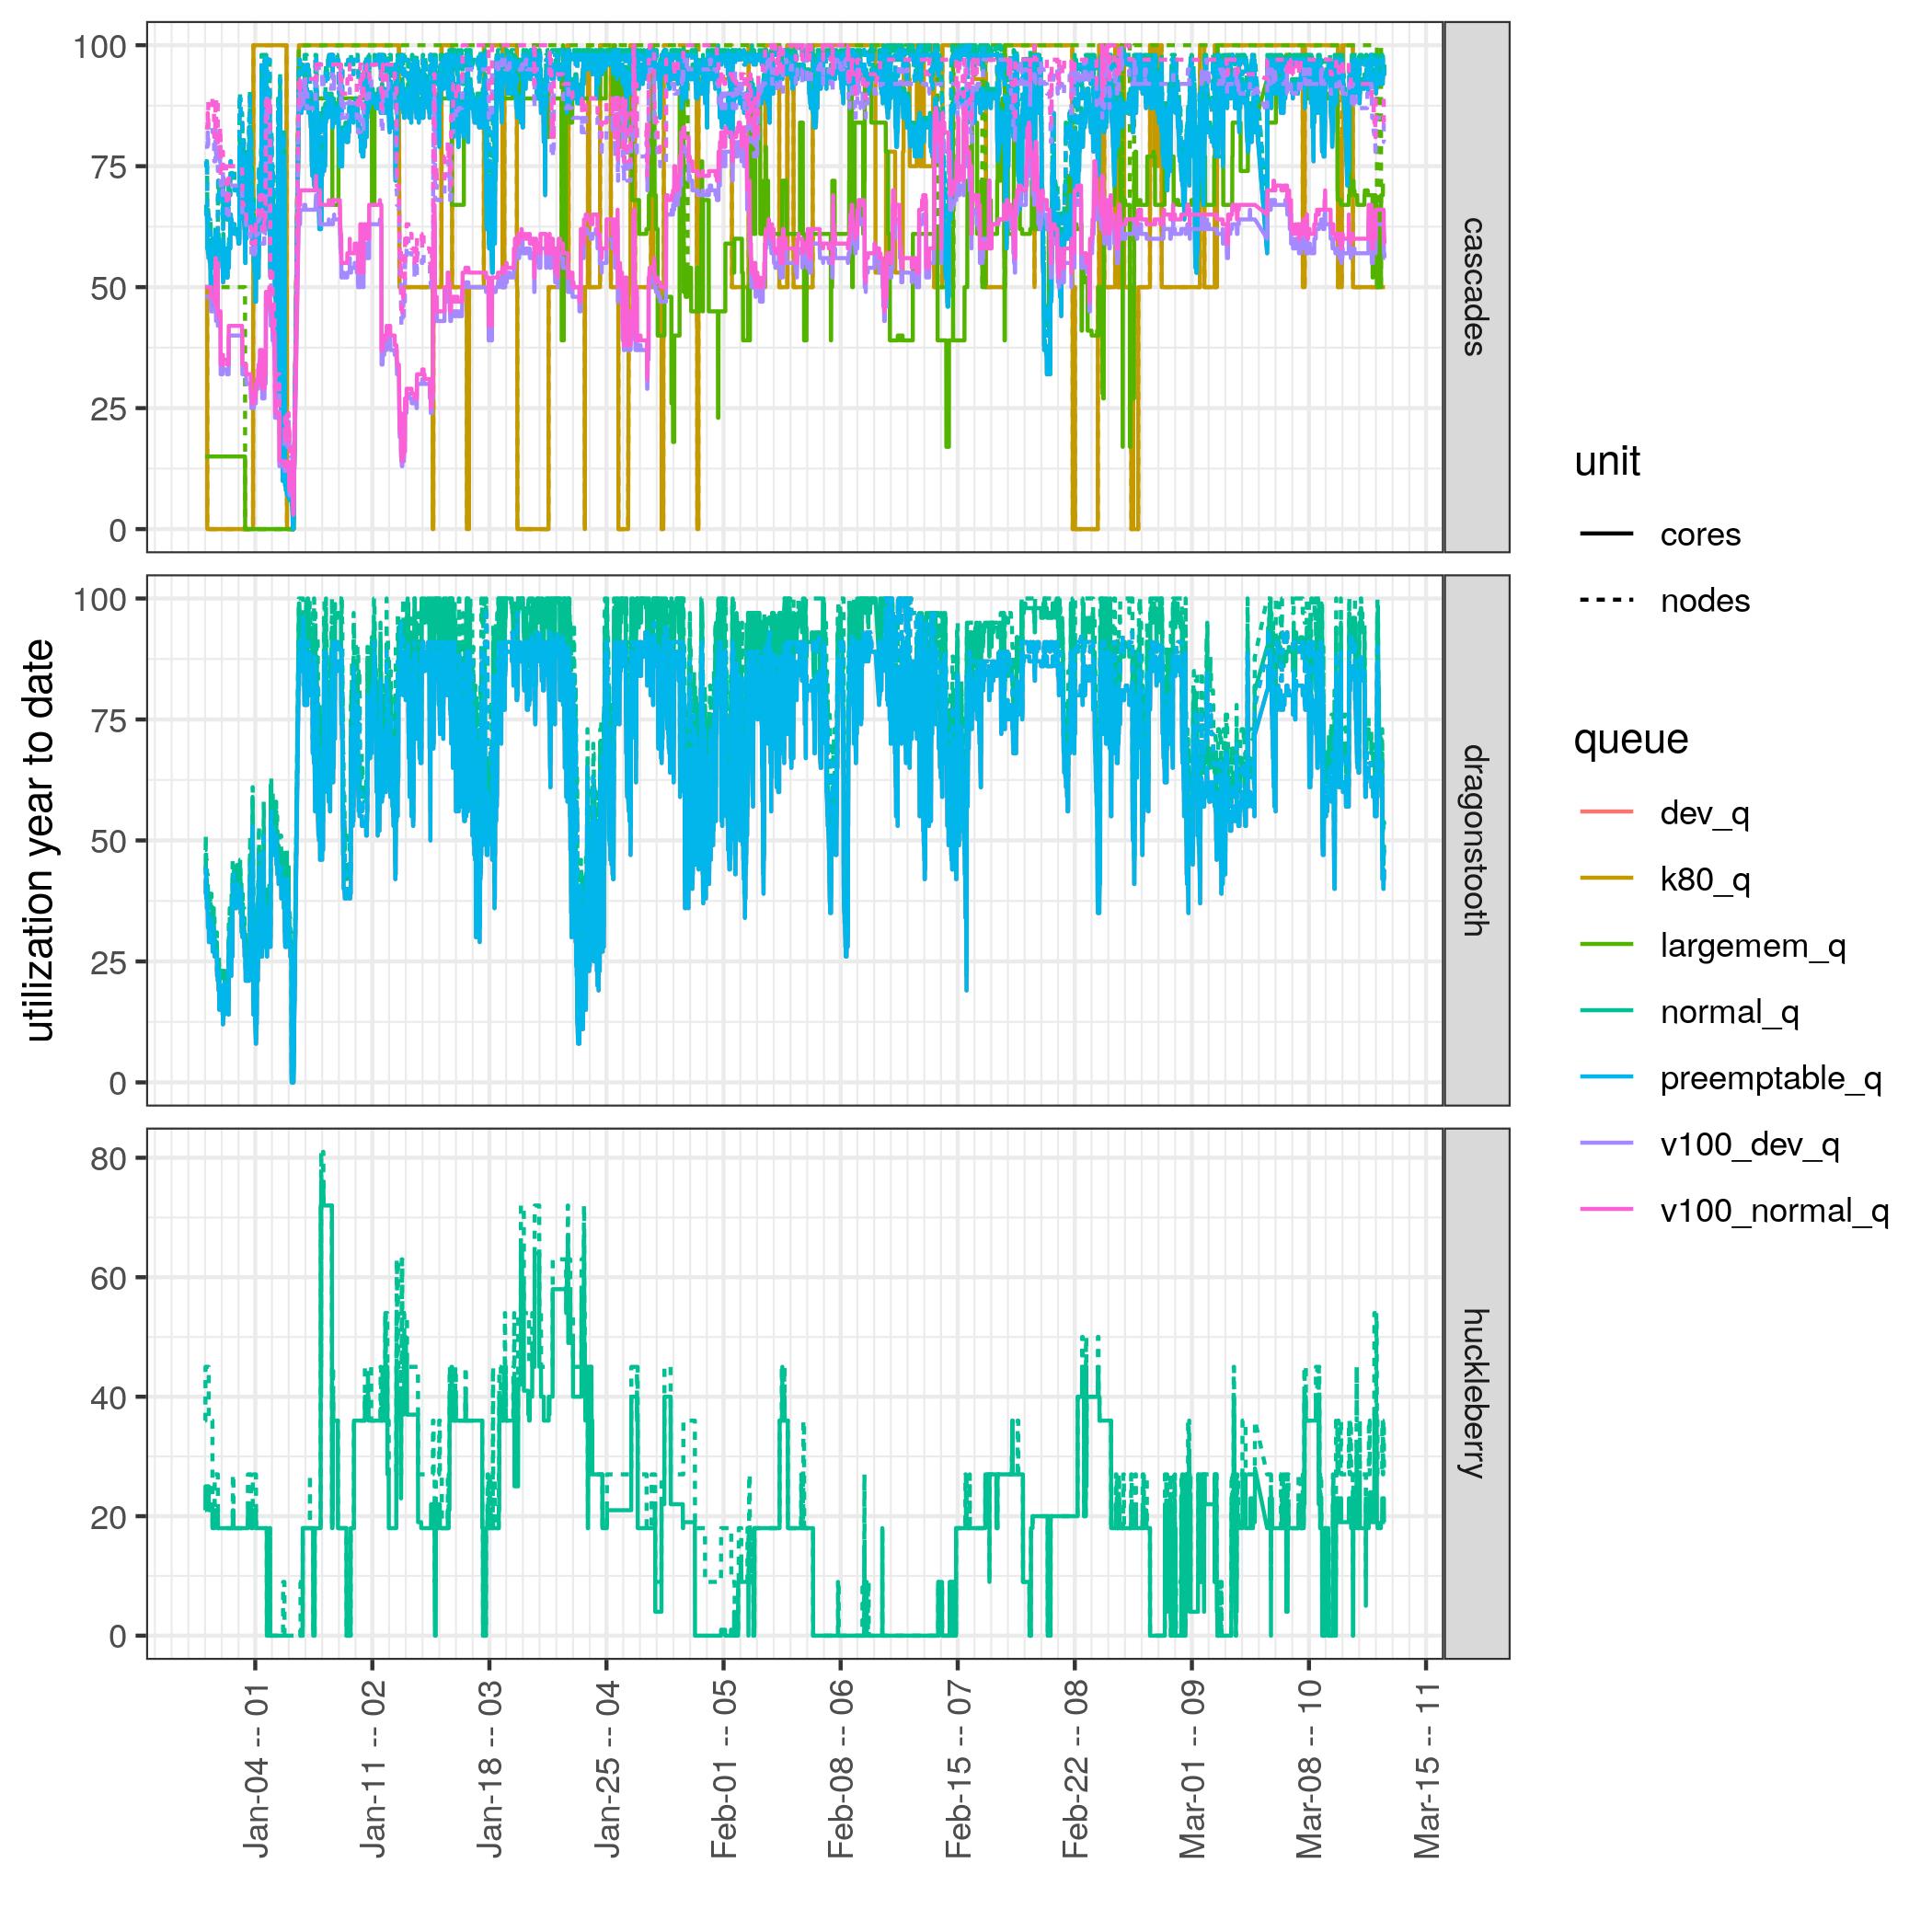 utilization year to date
100
75
50
25
0
cascades
100
75
50
25
0
dragonstooth
80
60
40
20
0
huckleberry
Jan-04 -- 01
Jan-11 -- 02
Jan-18 -- 03
Jan-25 -- 04
Feb-01 -- 05
Feb-08 -- 06
Feb-15 -- 07
Feb-22 -- 08
Mar-01 -- 09
Mar-08 -- 10
Mar-15 -- 11
unit
cores
nodes
queue
dev_q
k80_q
largemem_q
normal_q
preemptable_q
v100_dev_q
v100_normal_q